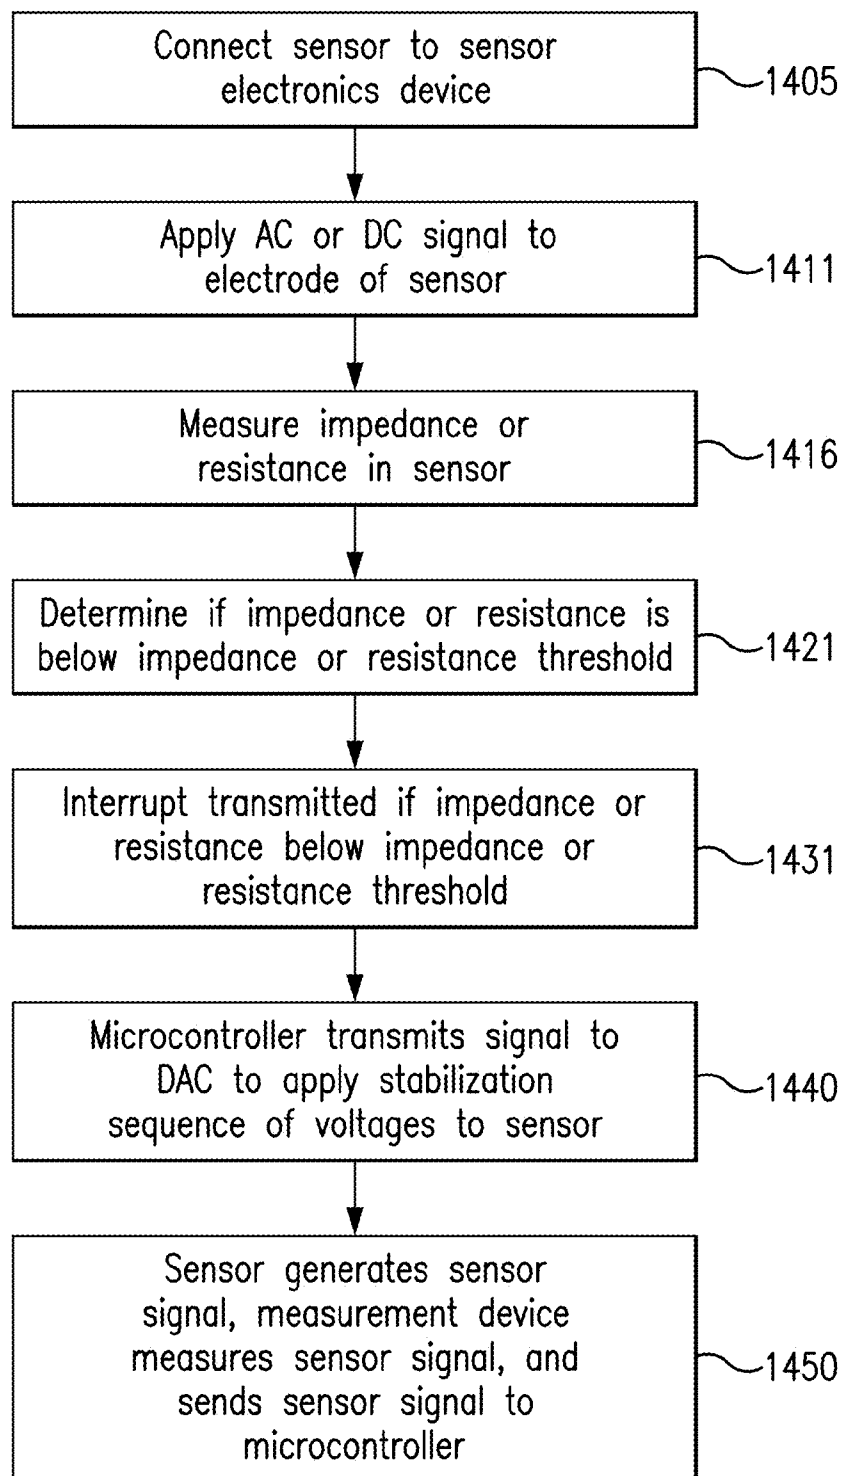 Connect sensor to sensor
electronics device
1405
Apply AC or DC signal to
electrode of sensor
1411
Measure impedance or
resistance in sensor
1416
Determine if impedance or resistance is
below impedance or resistance threshold
1421
Interrupt transmitted if impedance or
resistance below impedance or
resistance threshold
1431
Microcontroller transmits signal to
DAC to apply stabilization
sequence of voltages to sensor
1440
Sensor generates sensor
signal, measurement device
measures sensor signal, and
sends sensor signal to
microcontroller
1450